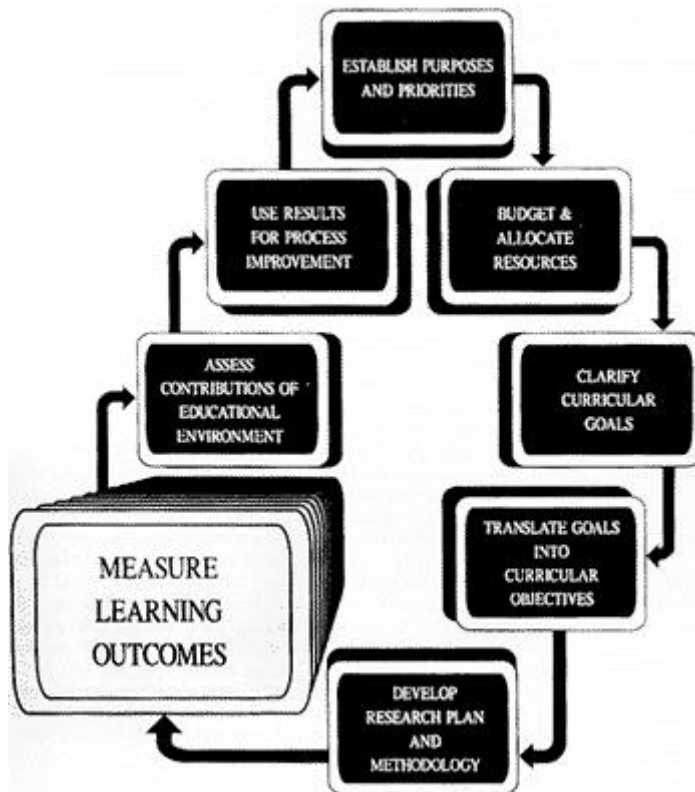 ESTABLISH PURPOSES
AND PRIORITIES
BUDGET &
ALLOCATE
RESOURCES
CLARIFY
CURRICULAR
GOALS
TRANSLATE GOALS
INTO
CURRICULAR
OBJECTIVES
DEVELOP
RESEARCH PLAN
AND
METHODOLOGY
MEASURE
LEARNING
OUTCOMES
ASSESS
CONTRIBUTIONS OF
EDUCATIONAL
ENVIRONMENT
USE RESULTS
FOR PROCESS
IMPROVEMENT